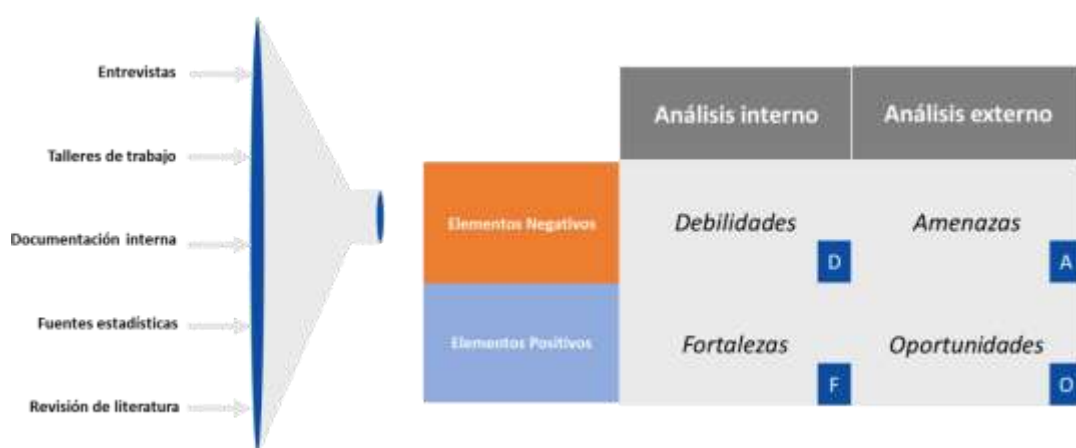 Entrevistas
Talleres de trabajo
Documentación interna
Fuentes estadísticas
Revisión de literatura
Análisis interno
Análisis externo
Elementos Negativos
Debilidades
D
Amenazas
A
Elementos Positivos
Fortalezas
F
Oportunidades
O